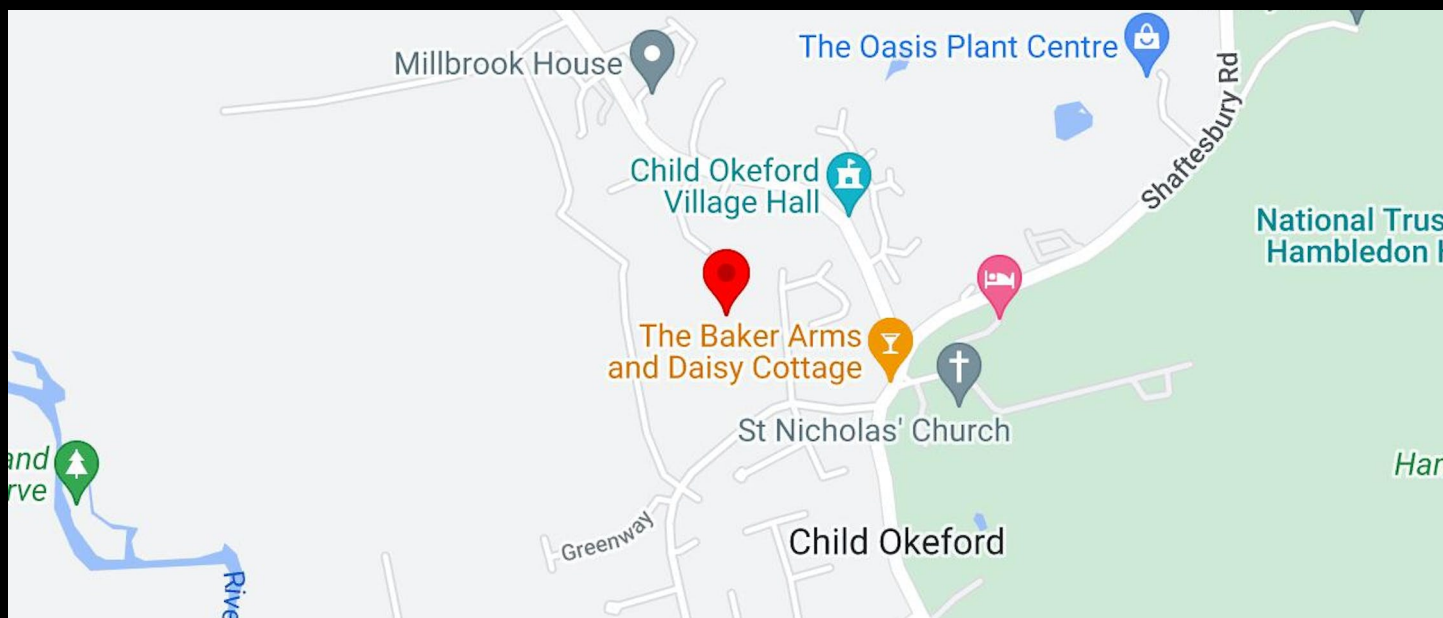 The Oasis Plant Centre
Millbrook House
Shaftesbury Rd
Child Okeford
Village Hall
National Trus
Hambledon H
The Baker Arms
and Daisy Cottage
St Nicholas' Church
and
rve
Har
Greenway
Child Okeford
Rive